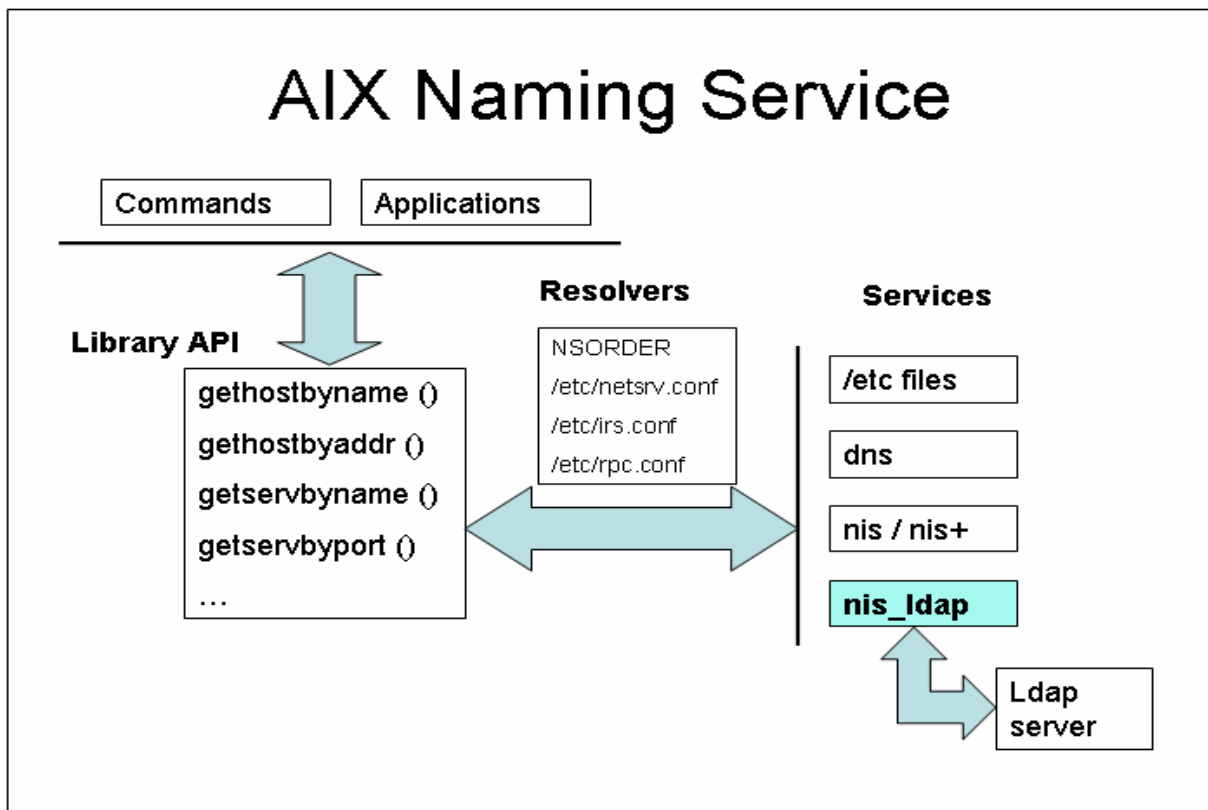 AIX Naming Service
Commands
Applications
Library API
gethostbyname ()
gethostbyaddr ()
getservbyname ()
getservbyport ()
...
Resolvers
NSORDER
/etc/netsrv.conf
/etc/irs.conf
/etc/rpc.conf
Services
/etc files
dns
nis / nis+
nis_ldap
Ldap
server